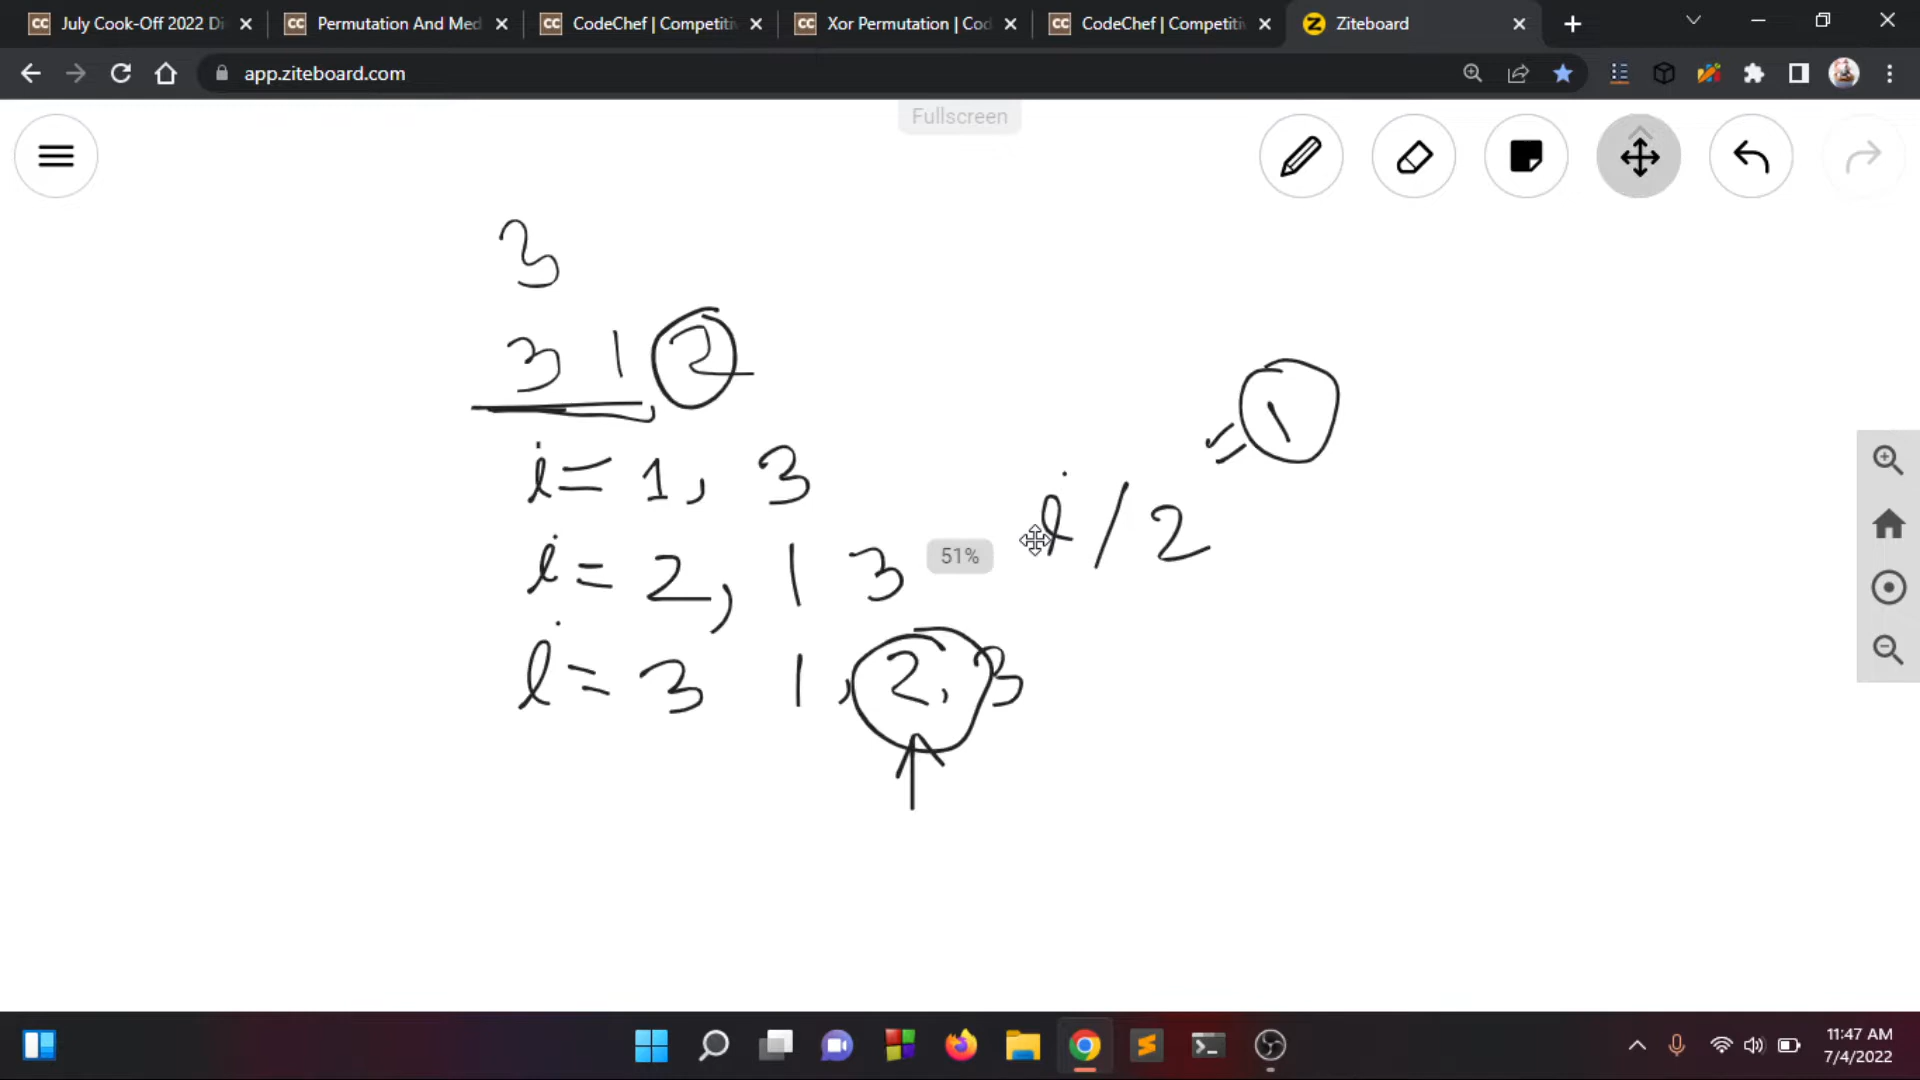 July Cook-Off 2022 Di
Permutation And Med
CodeChef | Competitiv
Xor Permutation | Cod
CodeChef | Competitiv
Ziteboard
app.ziteboard.com
Fullscreen
3
3 1 2
i = 1, 3
= 1
i / 2
i = 2, 1 3
51%
i = 3 1, 2, 3
11:47 AM
7/4/2022